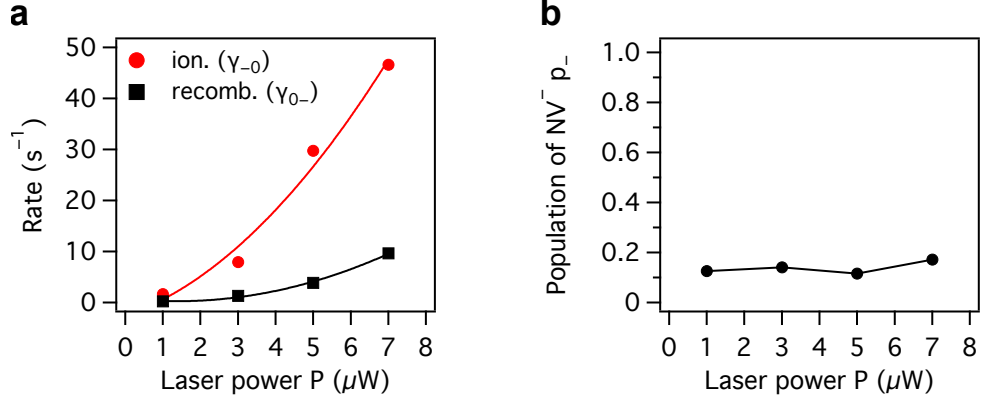 a
50
40
30
20
10
0
Rate (s⁻¹)
ion. (γ₋₀)
recomb. (γ₀₋)
0 1 2 3 4 5 6 7 8
Laser power P (μW)
b
1.0
0.8
0.6
0.4
0.2
0
Population of NV⁻ p₋
0 1 2 3 4 5 6 7 8
Laser power P (μW)